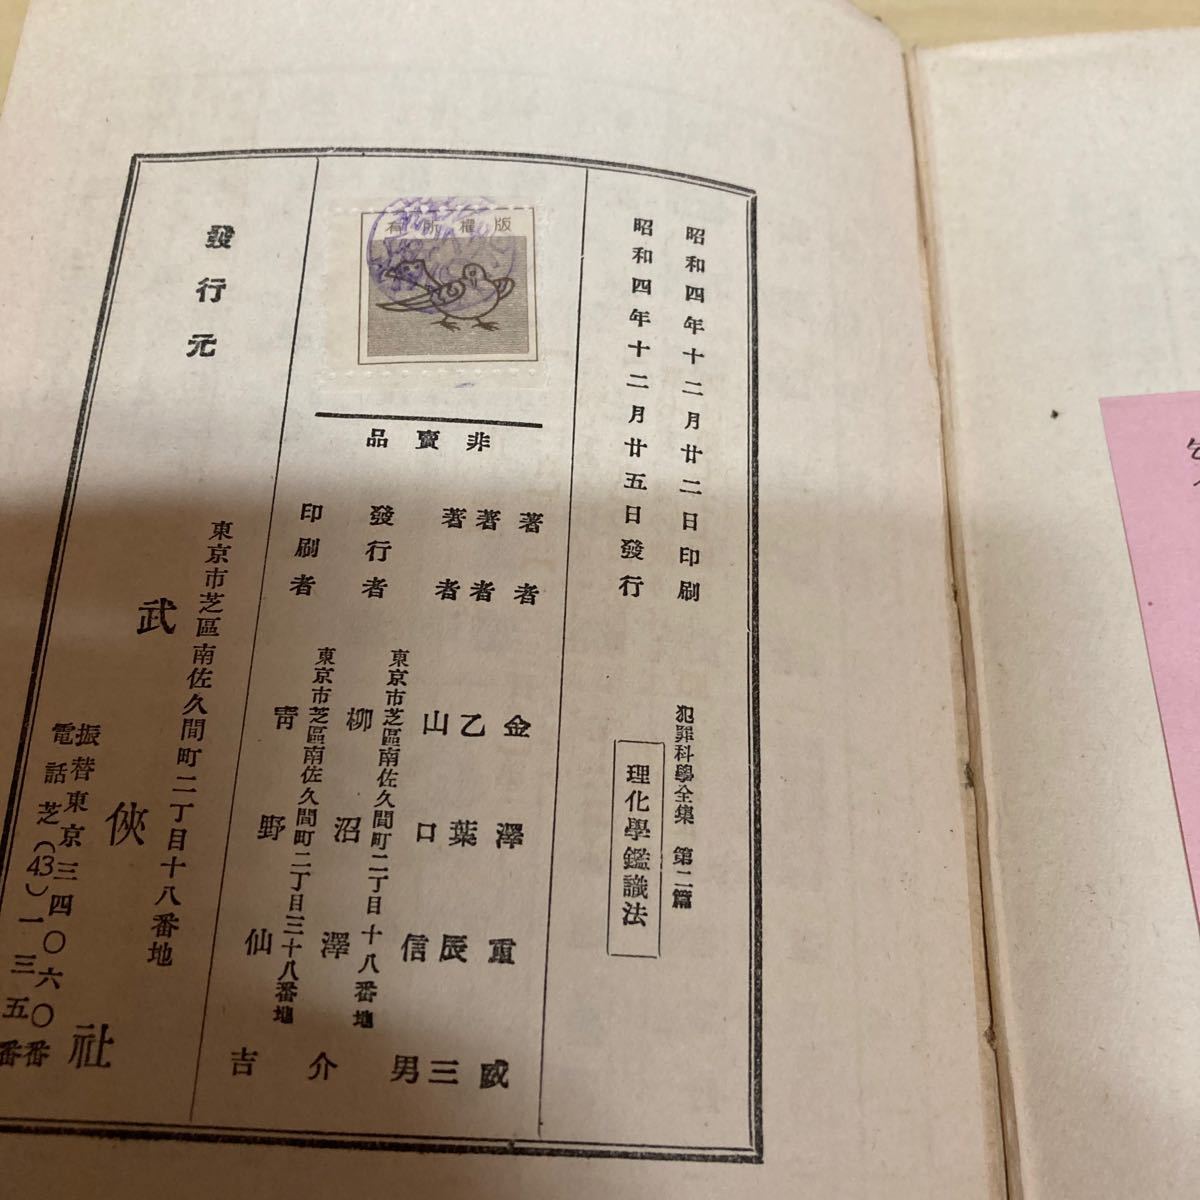 昭和四年十二月廿二日印刷
昭和四年十二月廿五日發行
犯罪科學全集 第二篇
理化學鑑識法
版權所有
非賣品
著者 金澤重威
著者 乙葉辰三
著者 山口信男
發行者 東京市芝區南佐久間町二丁目十八番地
柳沼澤介
印刷者 東京市芝區南佐久間町二丁目三十八番地
靑野仙吉
發行元
東京市芝區南佐久間町二丁目十八番地
武俠社
振替東京三四〇六〇番
電話芝(43)一三五番